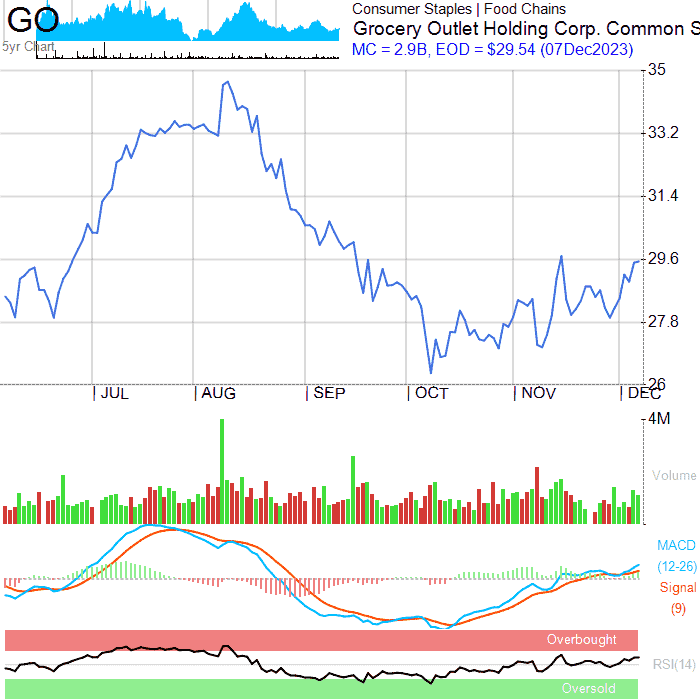 GO
5yr Chart
Consumer Staples | Food Chains
Grocery Outlet Holding Corp. Common S
MC = 2.9B, EOD = $29.54 (07Dec2023)
35
33.2
31.4
29.6
27.8
26
JUL AUG SEP OCT NOV DEC
4M
Volume
MACD
(12-26)
Signal
(9)
Overbought
RSI(14)
Oversold